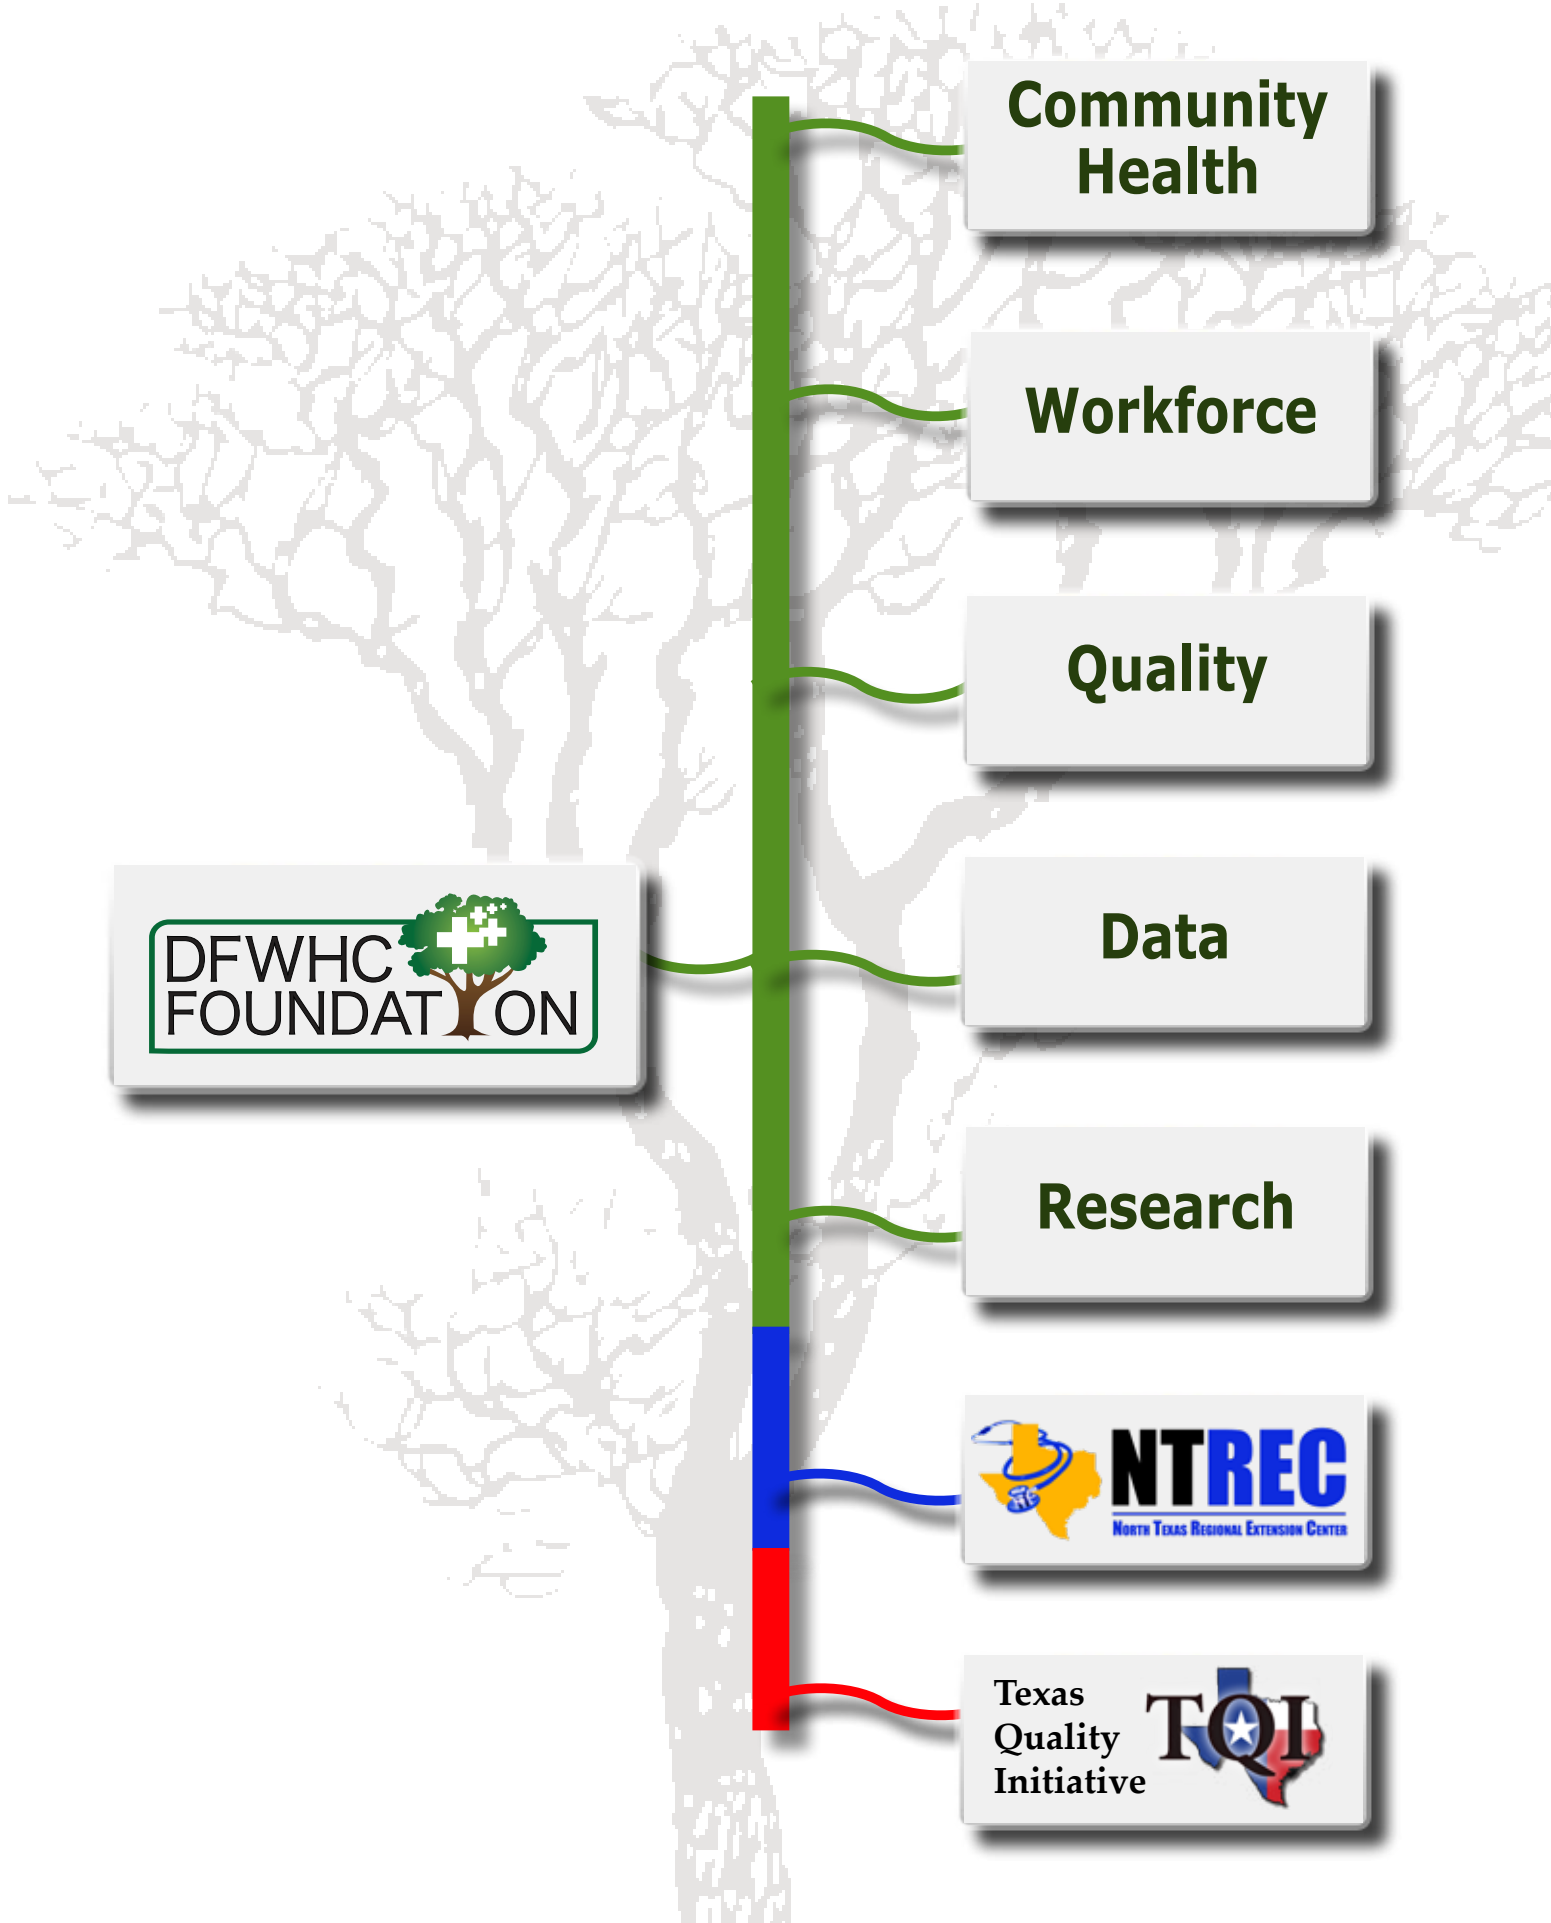 Community
Health
Workforce
Quality
Data
DFWHC
FOUNDATION
Research
NTREC
NORTH TEXAS REGIONAL EXTENSION CENTER
Texas
Quality
Initiative
TQI